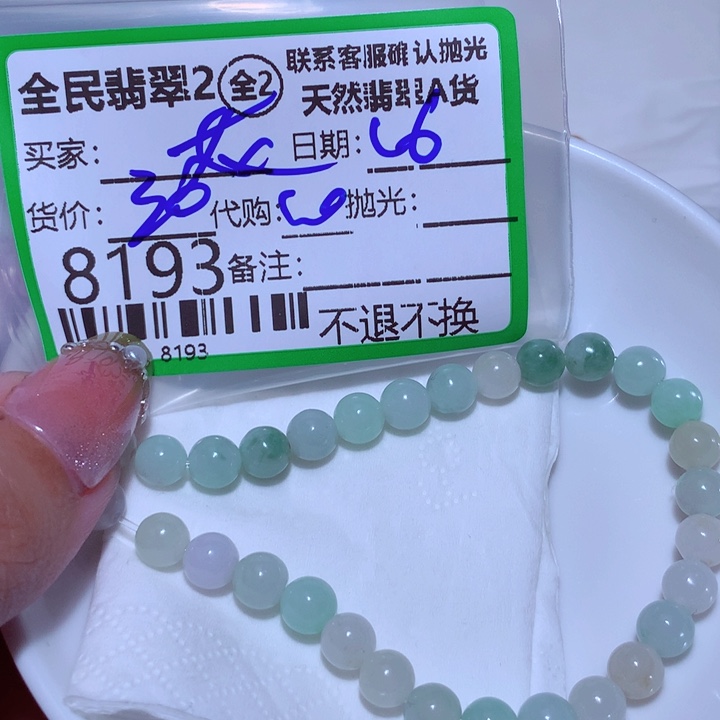 联系客服确认抛光
全民翡翠2 全2
天然翡翠A货
买家： 日期：
货价：30 代购： 抛光：
8193 备注：
8193
不退不换